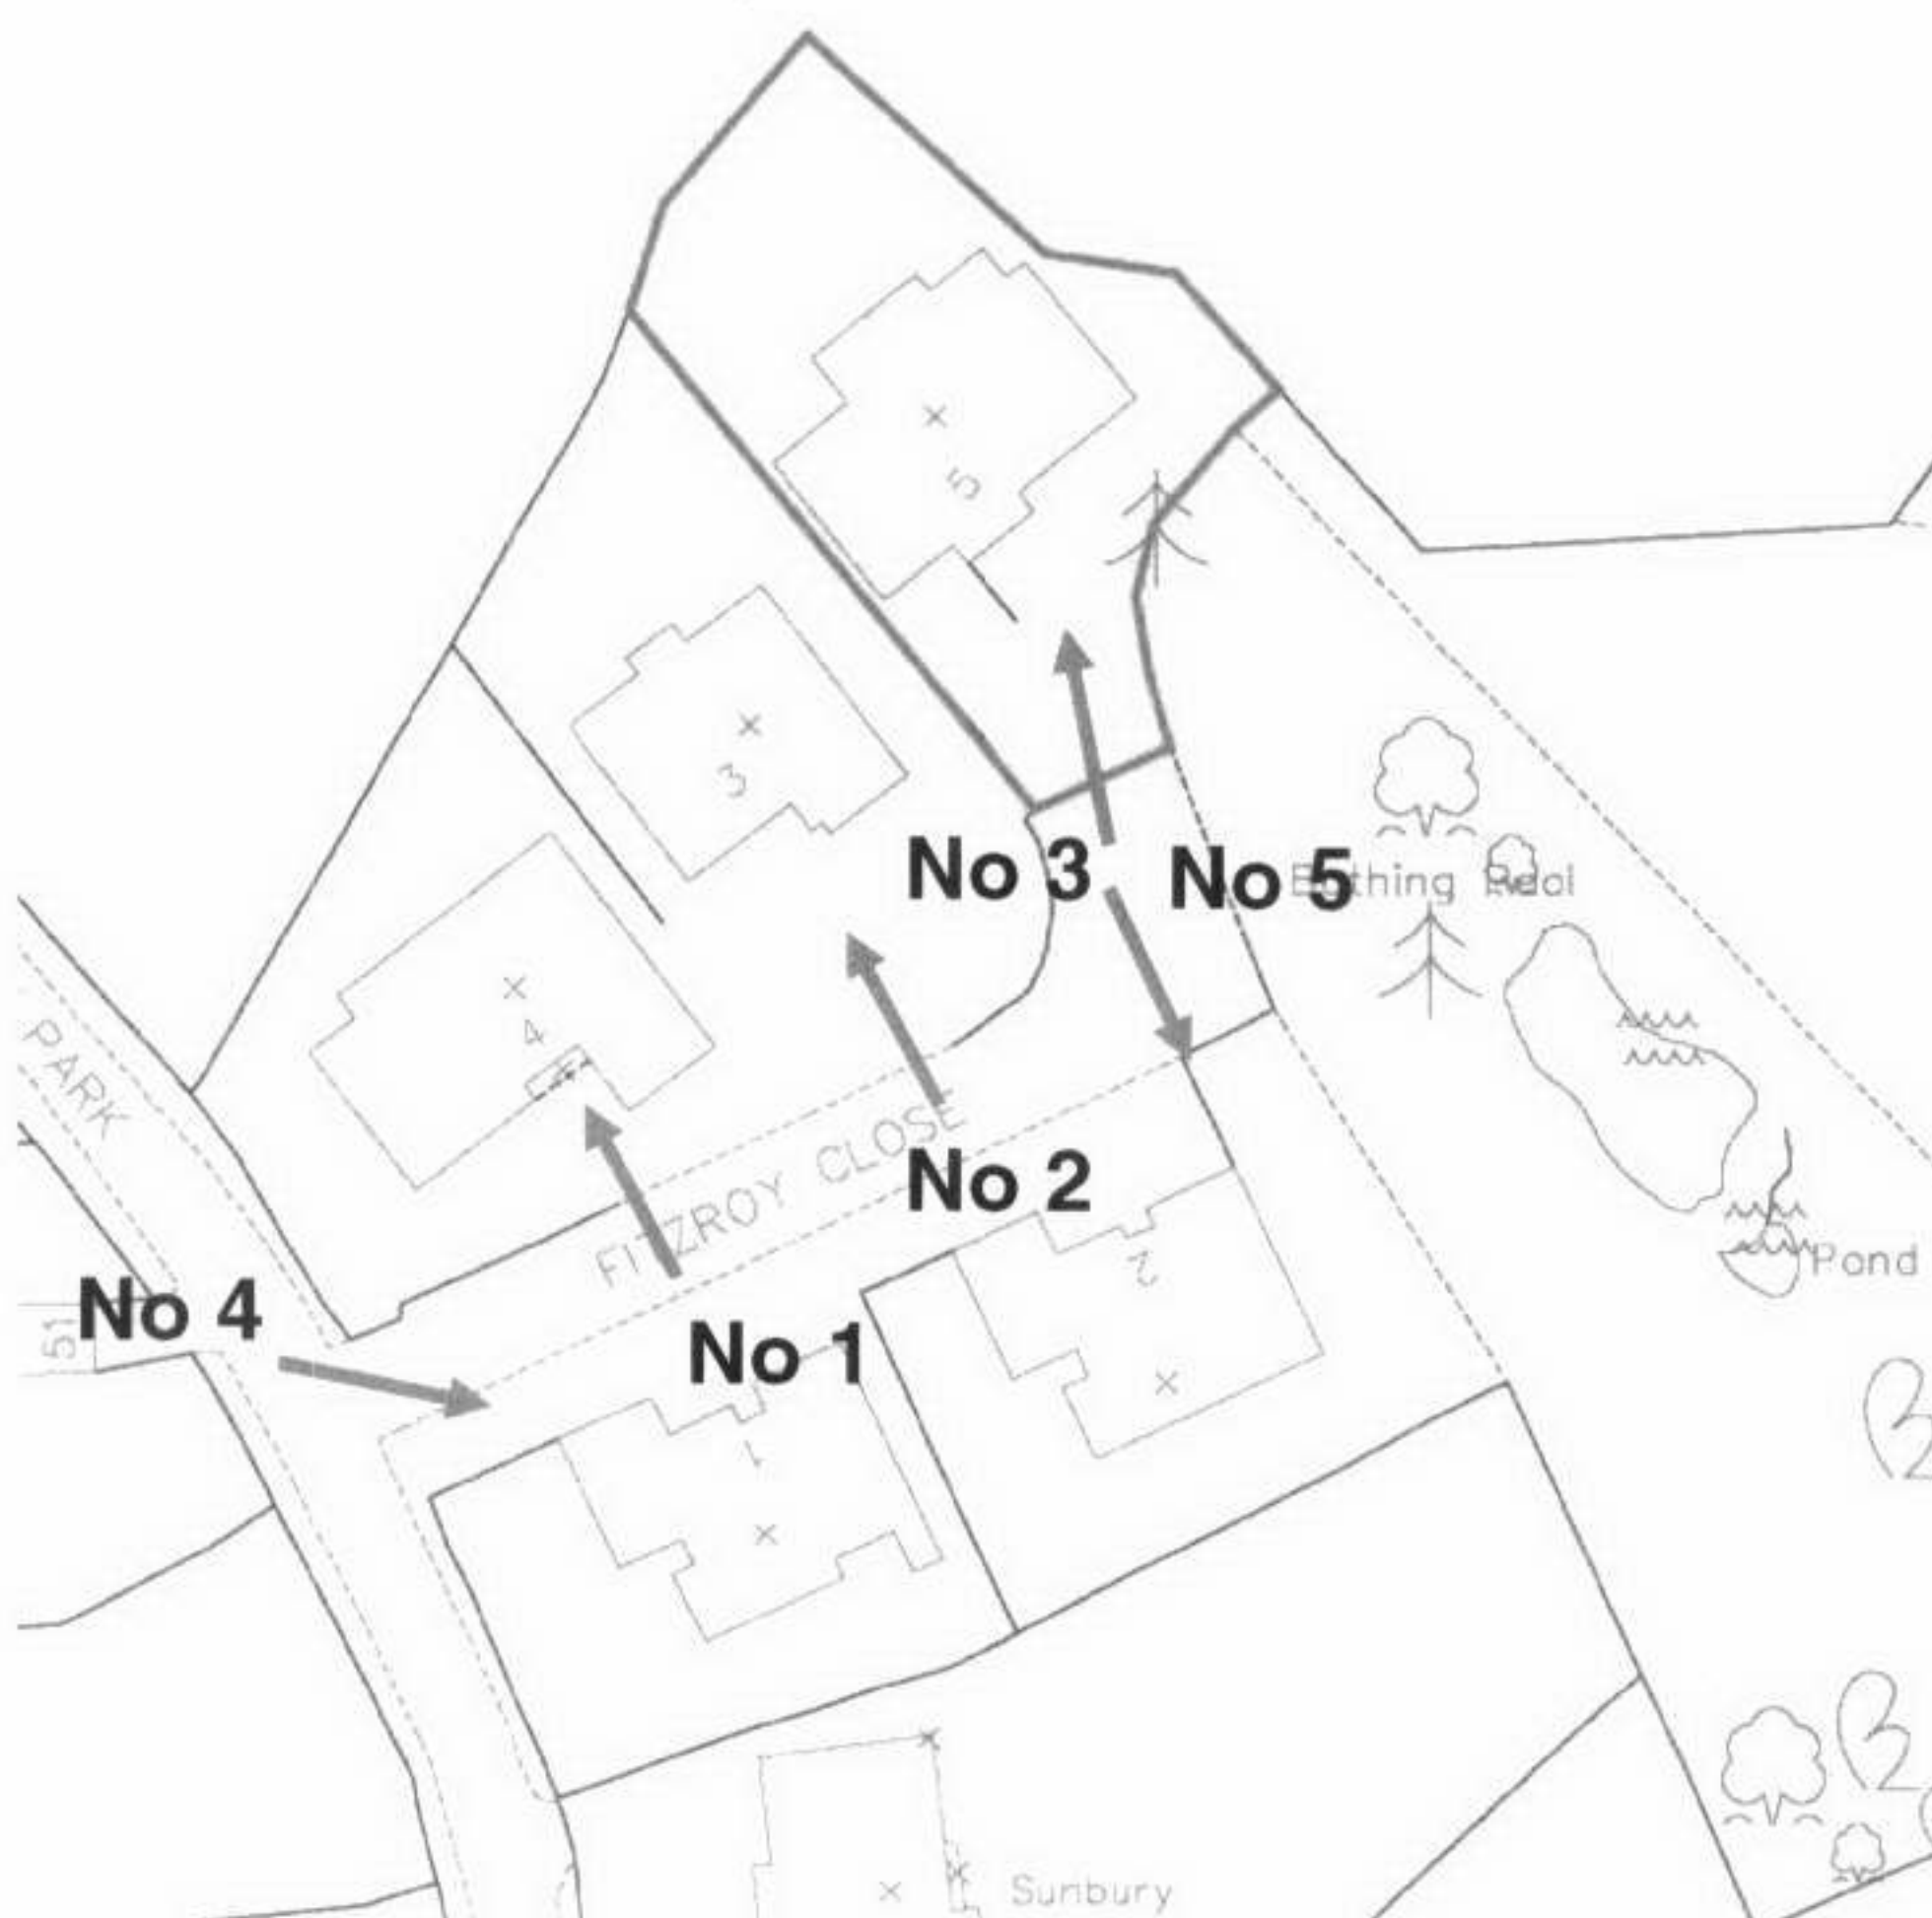 5
3
No 3
No 5
Bathing Pool
4
PARK
FITZROY CLOSE
No 2
2
Pond
No 4
51
No 1
1
Sunbury